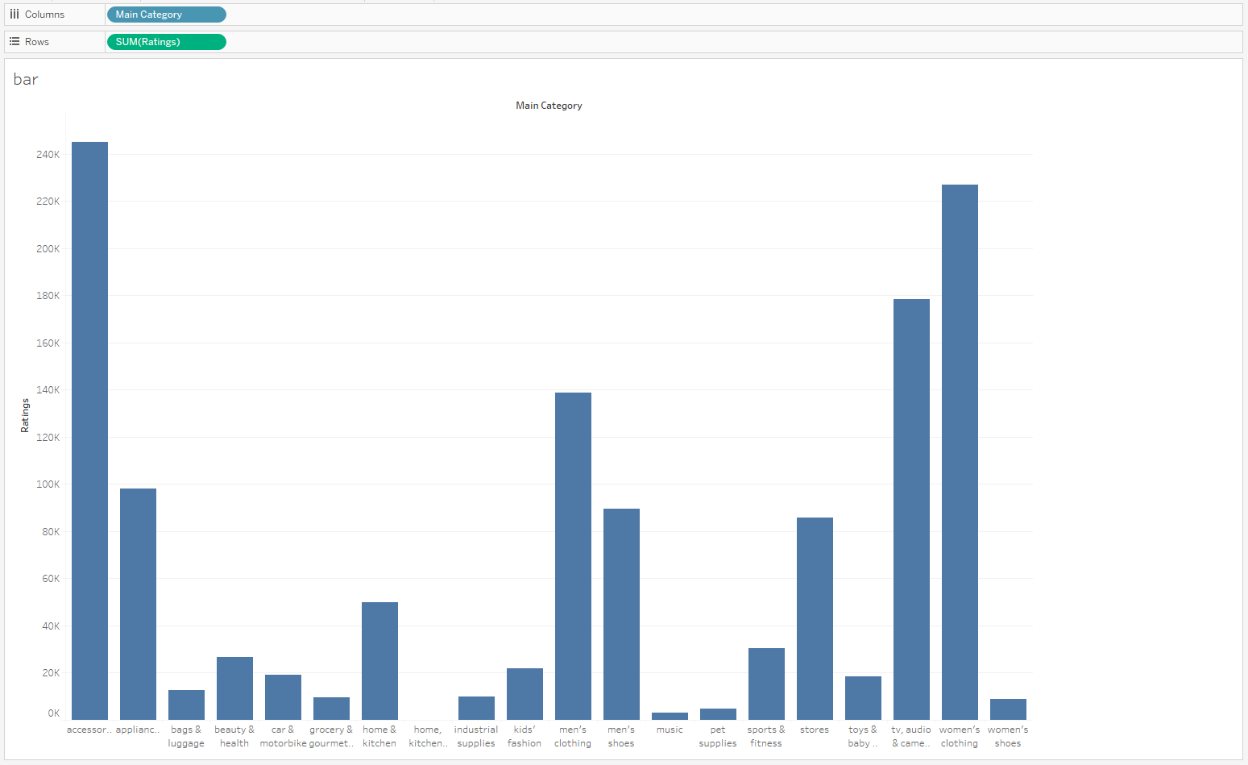 Columns
Main Category
Rows
SUM(Ratings)
bar
Main Category
240K
220K
200K
180K
160K
140K
120K
100K
80K
60K
40K
20K
0K
Ratings
accessor..
applianc..
bags &
luggage
beauty &
health
car &
motorbike
grocery &
gourmet..
home &
kitchen
home,
kitchen..
industrial
supplies
kids'
fashion
men's
clothing
men's
shoes
music
pet
supplies
sports &
fitness
stores
toys &
baby ..
tv, audio
& came..
women's
clothing
women's
shoes